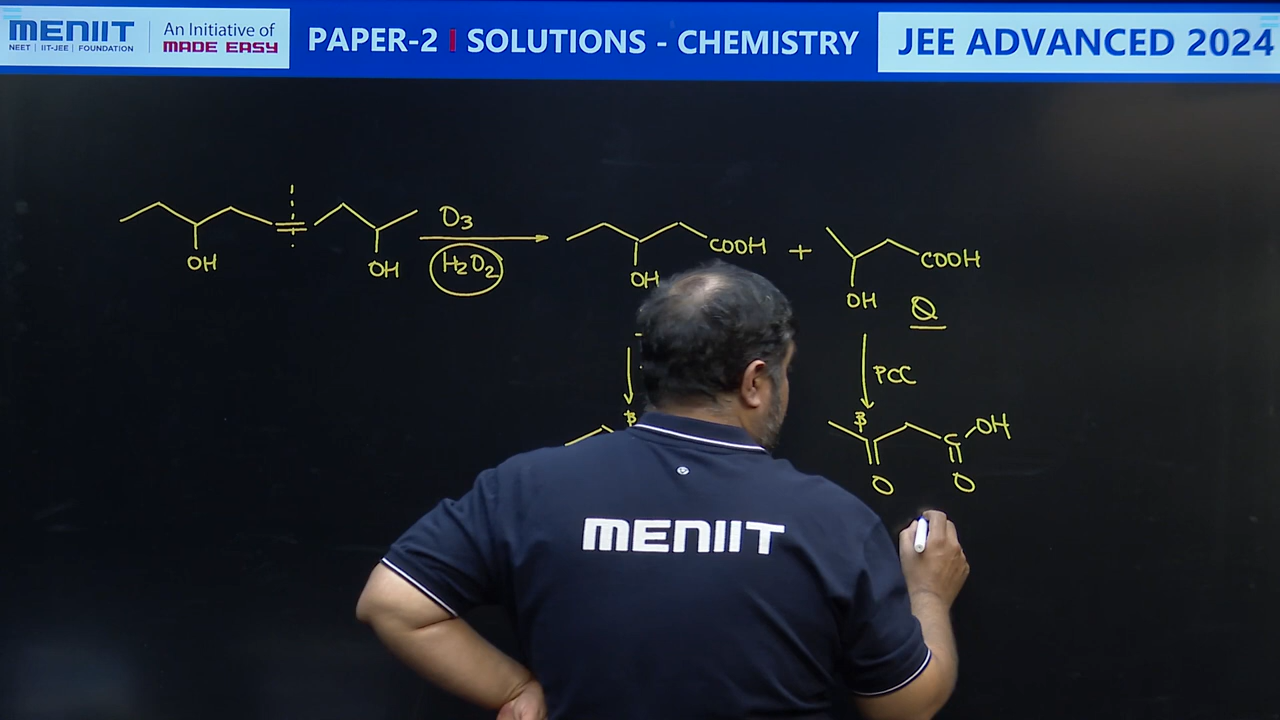 MENIIT
NEET | IIT-JEE | FOUNDATION
An Initiative of
MADE EASY
PAPER-2 | SOLUTIONS - CHEMISTRY
JEE ADVANCED 2024
OH
OH
O3
H2O2
COOH
OH
+
COOH
OH
Q
PCC
β
β
OH
C
O
O
MENIIT